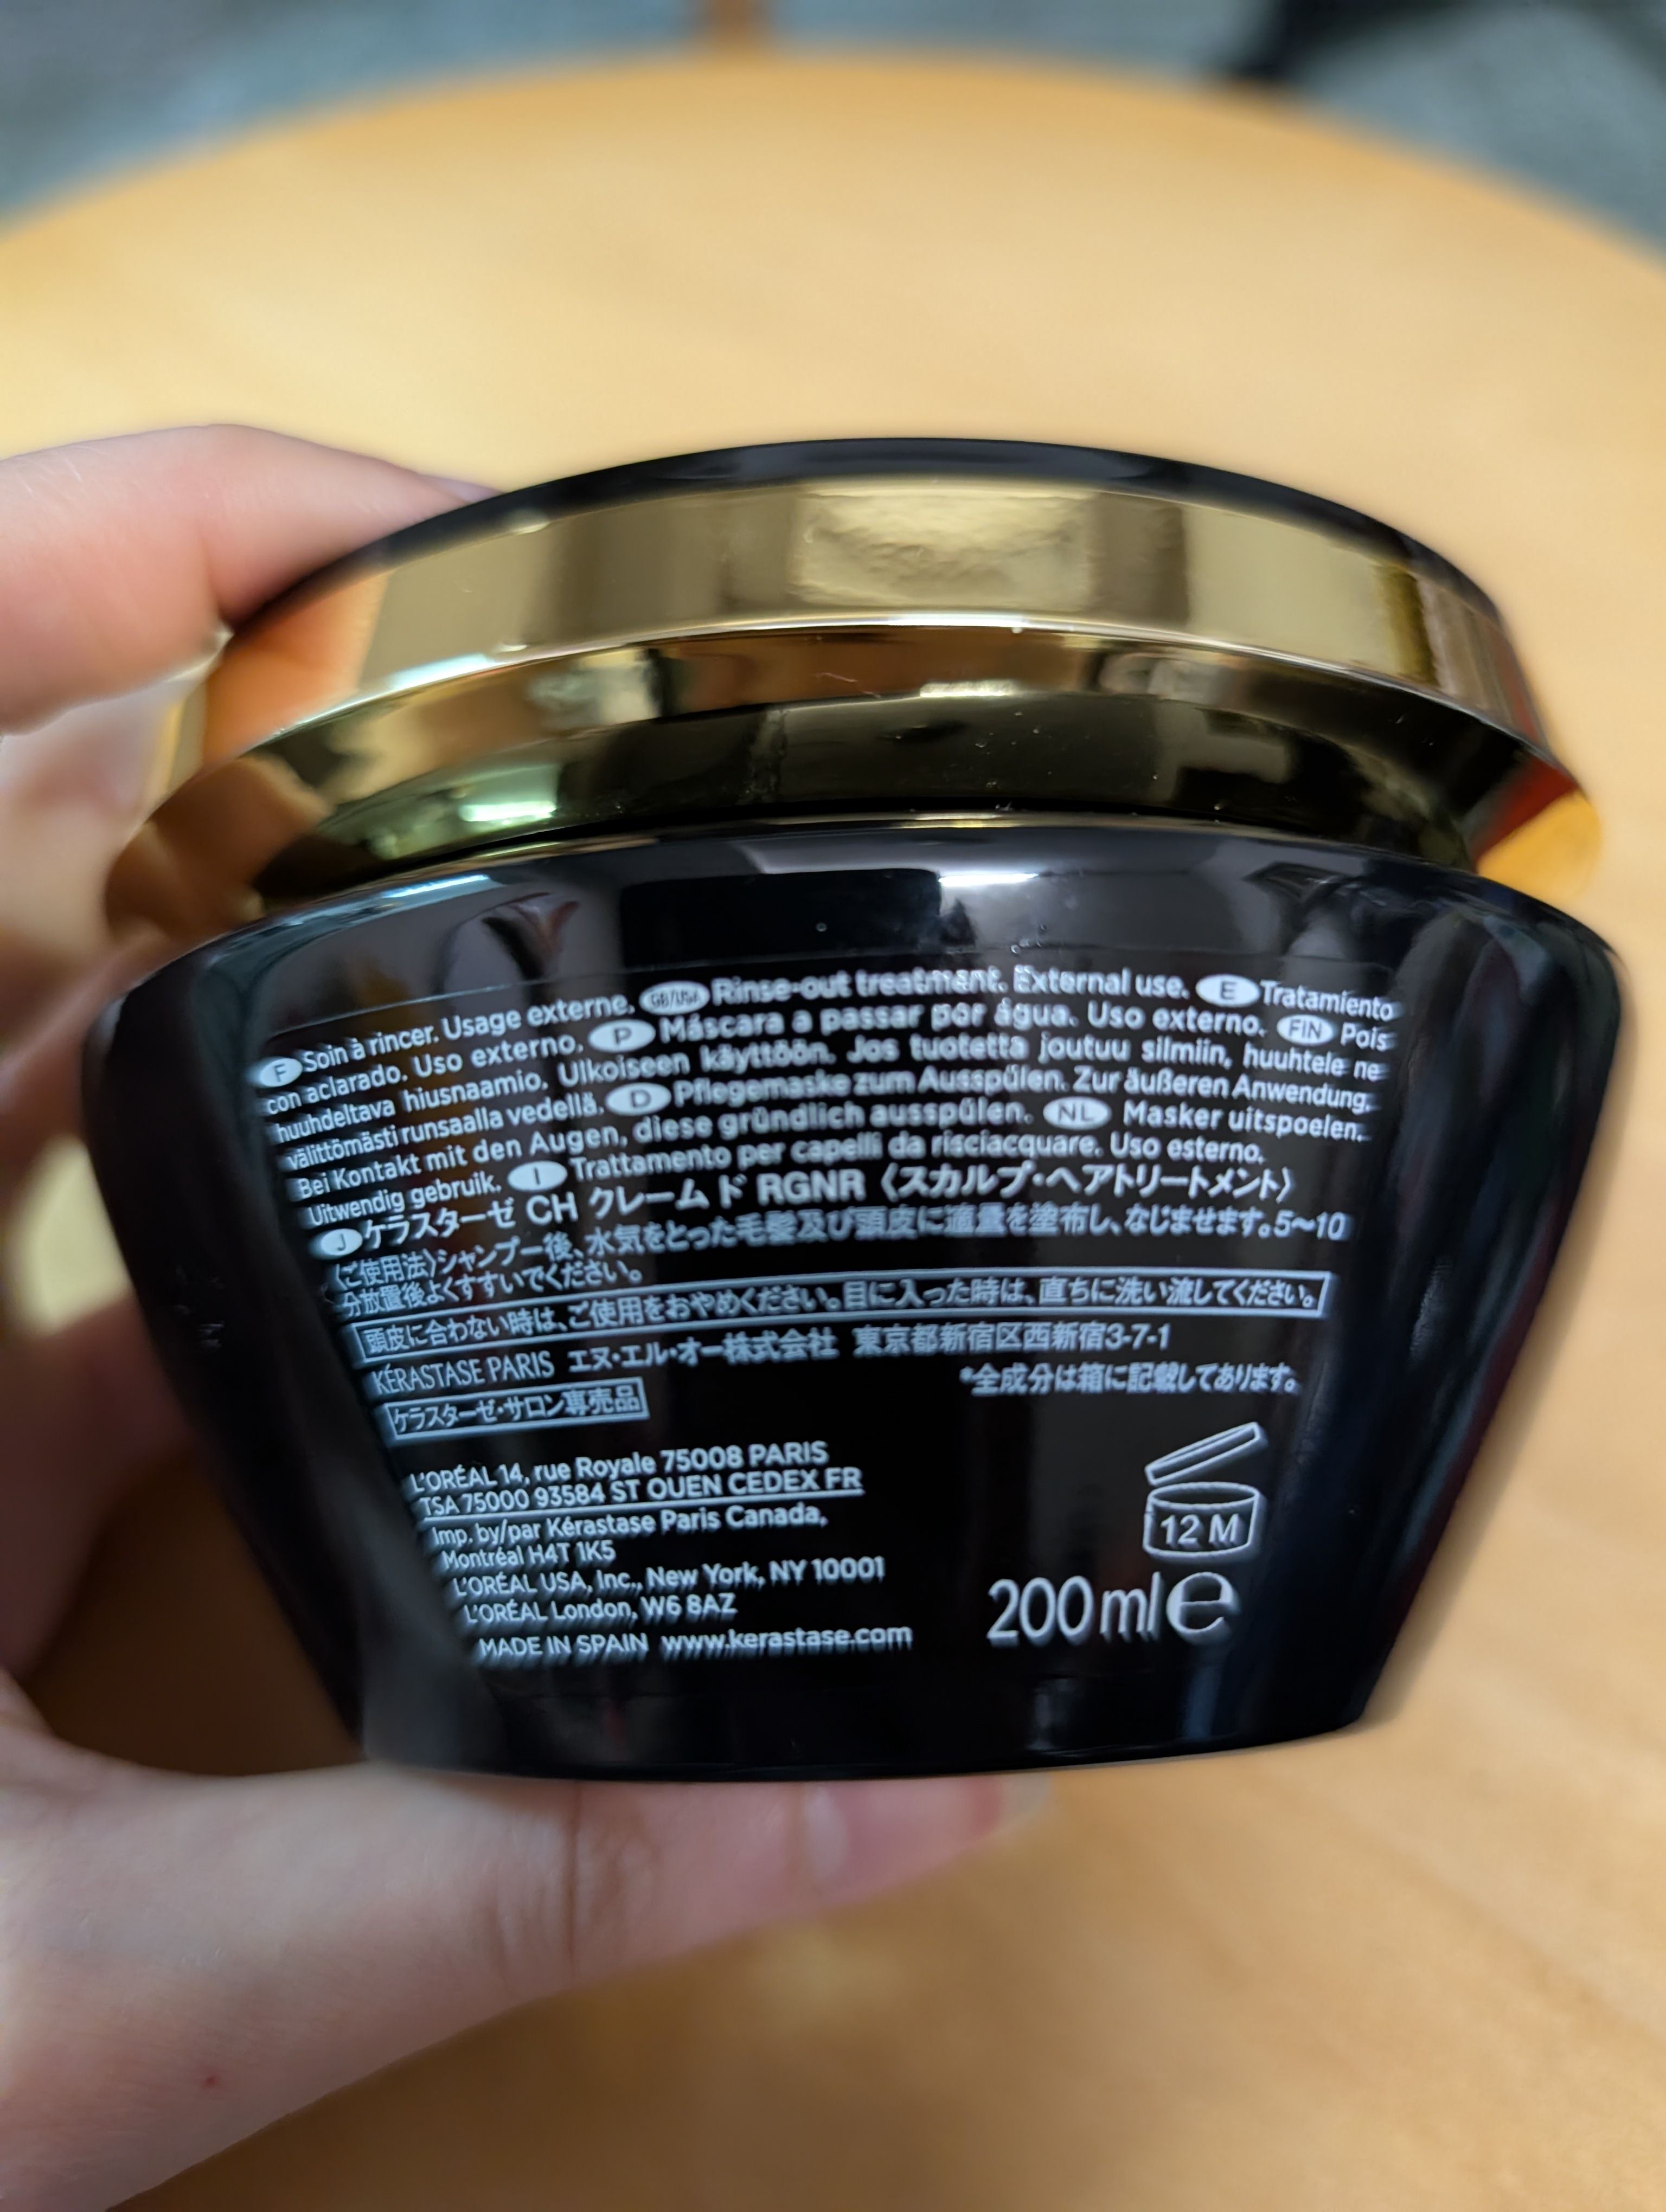 F Soin à rincer. Usage externe. GB/USA Rinse-out treatment. External use. E Tratamiento
con aclarado. Uso externo. P Máscara a passar por água. Uso externo. FIN Pois
huuhdeltava hiusnaamio. Ulkoiseen käyttöön. Jos tuotetta joutuu silmiin, huuhtele ne
välittömästi runsaalla vedellä. D Pflegemaske zum Ausspülen. Zur äußeren Anwendung.
Bei Kontakt mit den Augen, diese gründlich ausspülen. NL Masker uitspoelen.
Uitwendig gebruik. I Trattamento per capelli da risciacquare. Uso esterno.
J ケラスターゼ CH クレーム ド RGNR〈スカルプ・ヘアトリートメント〉
〈ご使用法〉シャンプー後、水気をとった毛髪及び頭皮に適量を塗布し、なじませます。5〜10
分放置後よくすすいでください。
頭皮に合わない時は、ご使用をおやめください。目に入った時は、直ちに洗い流してください。
KÉRASTASE PARIS エヌ・エル・オー株式会社 東京都新宿区西新宿3-7-1
*全成分は箱に記載してあります。
ケラスターゼ・サロン専売品
L'ORÉAL 14, rue Royale 75008 PARIS
TSA 75000 93584 ST OUEN CEDEX FR
Imp. by/par Kérastase Paris Canada,
Montréal H4T 1K5
L'ORÉAL USA, Inc., New York, NY 10001
L'ORÉAL London, W6 8AZ
MADE IN SPAIN www.kerastase.com
12 M
200 ml e